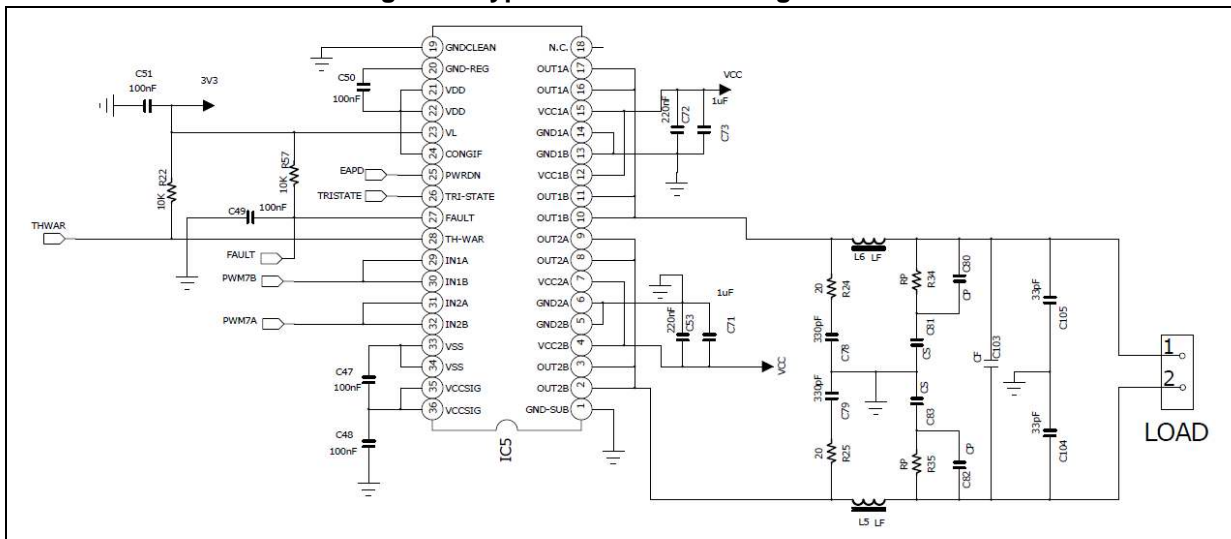 GNDCLEAN
19
18
N.C.
GND-REG
20
17
OUT1A
VDD
21
16
OUT1A
VDD
22
15
VCC1A
VL
23
14
GND1A
CONGIF
24
13
GND1B
PWRDN
25
12
VCC1B
TRI-STATE
26
11
OUT1B
FAULT
27
10
OUT1B
TH-WAR
28
9
OUT2A
IN1A
29
8
OUT2A
IN1B
30
7
VCC2A
IN2A
31
6
GND2A
IN2B
32
5
GND2B
VSS
33
4
VCC2B
VSS
34
3
OUT2B
VCCSIG
35
2
OUT2B
VCCSIG
36
1
GND-SUB
IC5
C51
100nF
3V3
C50
100nF
10K R22
10K R57
EAPD
TRISTATE
C49
100nF
THWAR
FAULT
PWM7B
PWM7A
C47
100nF
C48
100nF
VCC
220nF
C72
1uF
C73
1uF
220nF
C53
C71
VCC
L6 LF
20
R24
330pF
C78
330pF
C79
20
R25
RP
R34
C80
CP
C81
CS
CS
C83
RP
R35
CP
C82
CF
C103
33pF
C105
33pF
C104
L5 LF
1
2
LOAD